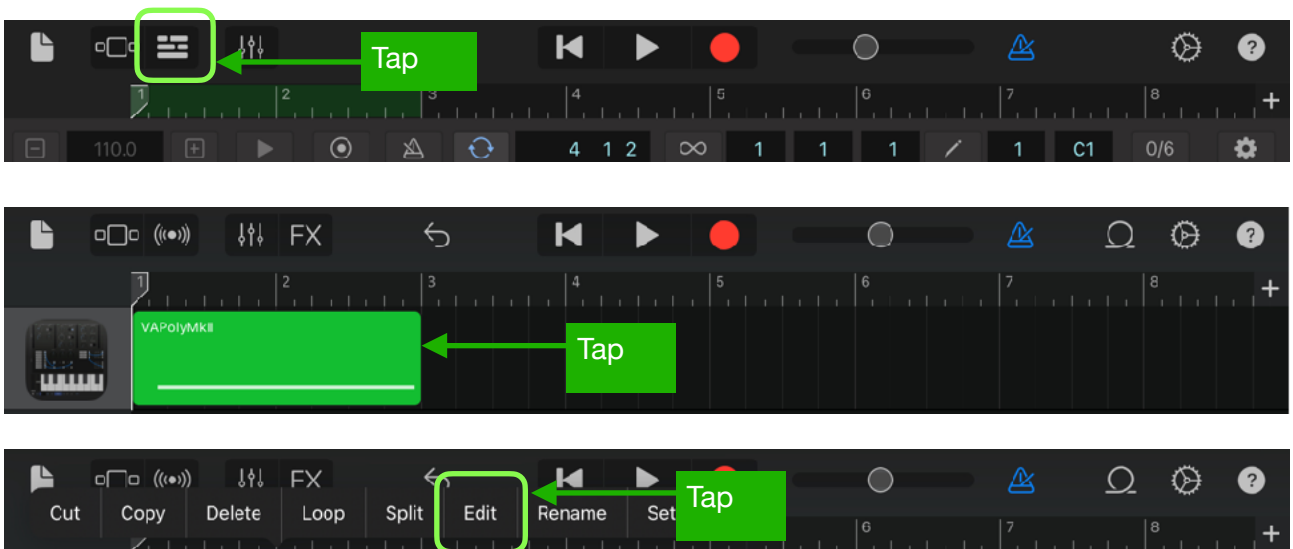 Tap
1 2 3 4 5 6 7 8 +
110.0 + 4 1 2 ∞ 1 1 1 1 C1 0/6
FX ?
1 2 3 4 5 6 7 8 +
VAPolyMkII
Tap
FX ?
Cut Copy Delete Loop Split Edit Rename Set Tap
6 7 8 +